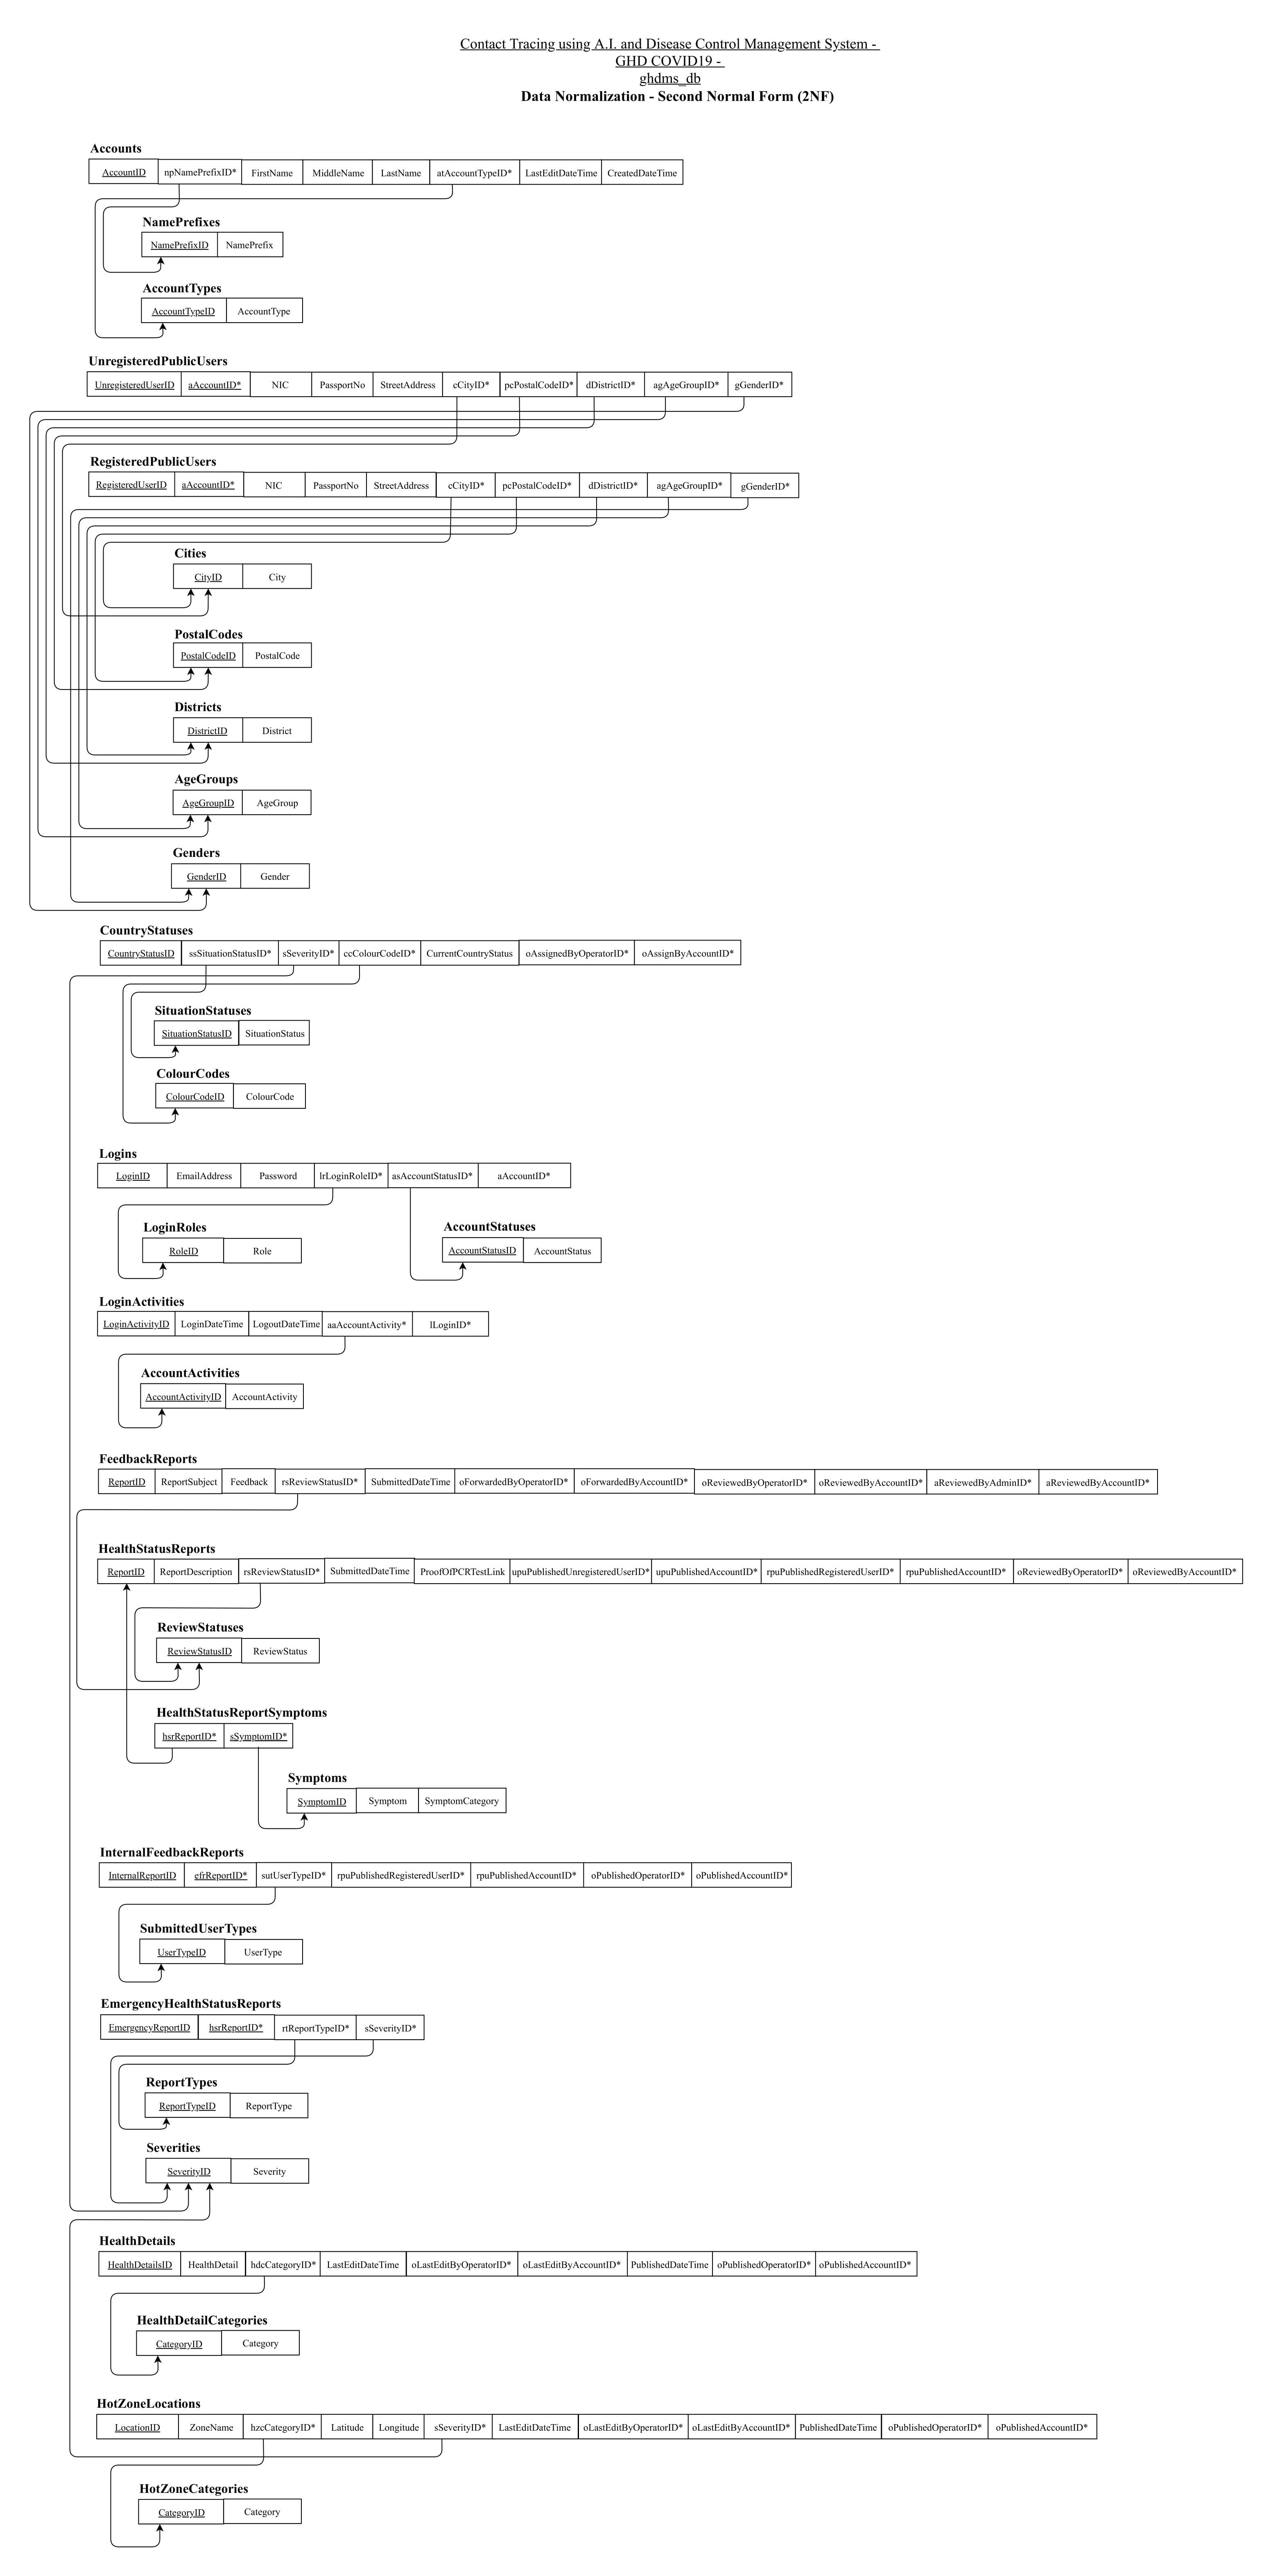 Contact Tracing using A.I. and Disease Control Management System -
GHD COVID19 -
ghdms_db
Data Normalization - Second Normal Form (2NF)
Accounts
AccountID npNamePrefixID* FirstName MiddleName LastName atAccountTypeID* LastEditDateTime CreatedDateTime
NamePrefixes
NamePrefixID NamePrefix
AccountTypes
AccountTypeID AccountType
UnregisteredPublicUsers
UnregisteredUserID aAccountID* NIC PassportNo StreetAddress cCityID* pcPostalCodeID* dDistrictID* agAgeGroupID* gGenderID*
RegisteredPublicUsers
RegisteredUserID aAccountID* NIC PassportNo StreetAddress cCityID* pcPostalCodeID* dDistrictID* agAgeGroupID* gGenderID*
Cities
CityID City
PostalCodes
PostalCodeID PostalCode
Districts
DistrictID District
AgeGroups
AgeGroupID AgeGroup
Genders
GenderID Gender
CountryStatuses
CountryStatusID ssSituationStatusID* sSeverityID* ccColourCodeID* CurrentCountryStatus oAssignedByOperatorID* oAssignByAccountID*
SituationStatuses
SituationStatusID SituationStatus
ColourCodes
ColourCodeID ColourCode
Logins
LoginID EmailAddress Password lrLoginRoleID* asAccountStatusID* aAccountID*
LoginRoles
RoleID Role
AccountStatuses
AccountStatusID AccountStatus
LoginActivities
LoginActivityID LoginDateTime LogoutDateTime aaAccountActivity* lLoginID*
AccountActivities
AccountActivityID AccountActivity
FeedbackReports
ReportID ReportSubject Feedback rsReviewStatusID* SubmittedDateTime oForwardedByOperatorID* oForwardedByAccountID* oReviewedByOperatorID* oReviewedByAccountID* aReviewedByAdminID* aReviewedByAccountID*
HealthStatusReports
ReportID ReportDescription rsReviewStatusID* SubmittedDateTime ProofOfPCRTestLink upuPublishedUnregisteredUserID* upuPublishedAccountID* rpuPublishedRegisteredUserID* rpuPublishedAccountID* oReviewedByOperatorID* oReviewedByAccountID*
ReviewStatuses
ReviewStatusID ReviewStatus
HealthStatusReportSymptoms
hsrReportID* sSymptomID*
Symptoms
SymptomID Symptom SymptomCategory
InternalFeedbackReports
InternalReportID efrReportID* sutUserTypeID* rpuPublishedRegisteredUserID* rpuPublishedAccountID* oPublishedOperatorID* oPublishedAccountID*
SubmittedUserTypes
UserTypeID UserType
EmergencyHealthStatusReports
EmergencyReportID hsrReportID* rtReportTypeID* sSeverityID*
ReportTypes
ReportTypeID ReportType
Severities
SeverityID Severity
HealthDetails
HealthDetailsID HealthDetail hdcCategoryID* LastEditDateTime oLastEditByOperatorID* oLastEditByAccountID* PublishedDateTime oPublishedOperatorID* oPublishedAccountID*
HealthDetailCategories
CategoryID Category
HotZoneLocations
LocationID ZoneName hzcCategoryID* Latitude Longitude sSeverityID* LastEditDateTime oLastEditByOperatorID* oLastEditByAccountID* PublishedDateTime oPublishedOperatorID* oPublishedAccountID*
HotZoneCategories
CategoryID Category